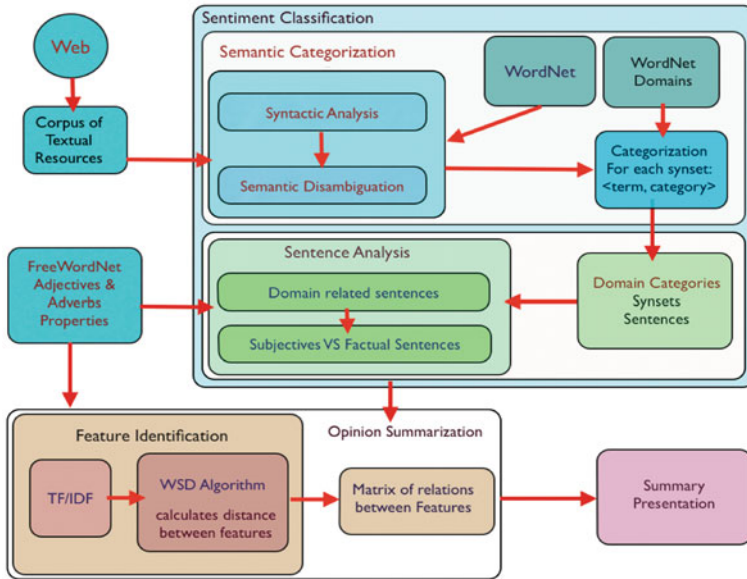 Web
Corpus of
Textual
Resources
Sentiment Classification
Semantic Categorization
Syntactic Analysis
Semantic Disambiguation
WordNet
WordNet
Domains
Categorization
For each synset:
<term, category>
FreeWordNet
Adjectives &
Adverbs
Properties
Sentence Analysis
Domain related sentences
Subjectives VS Factual Sentences
Domain Categories
Synsets
Sentences
Feature Identification
TF/IDF
WSD Algorithm
calculates distance
between features
Opinion Summarization
Matrix of relations
between Features
Summary
Presentation